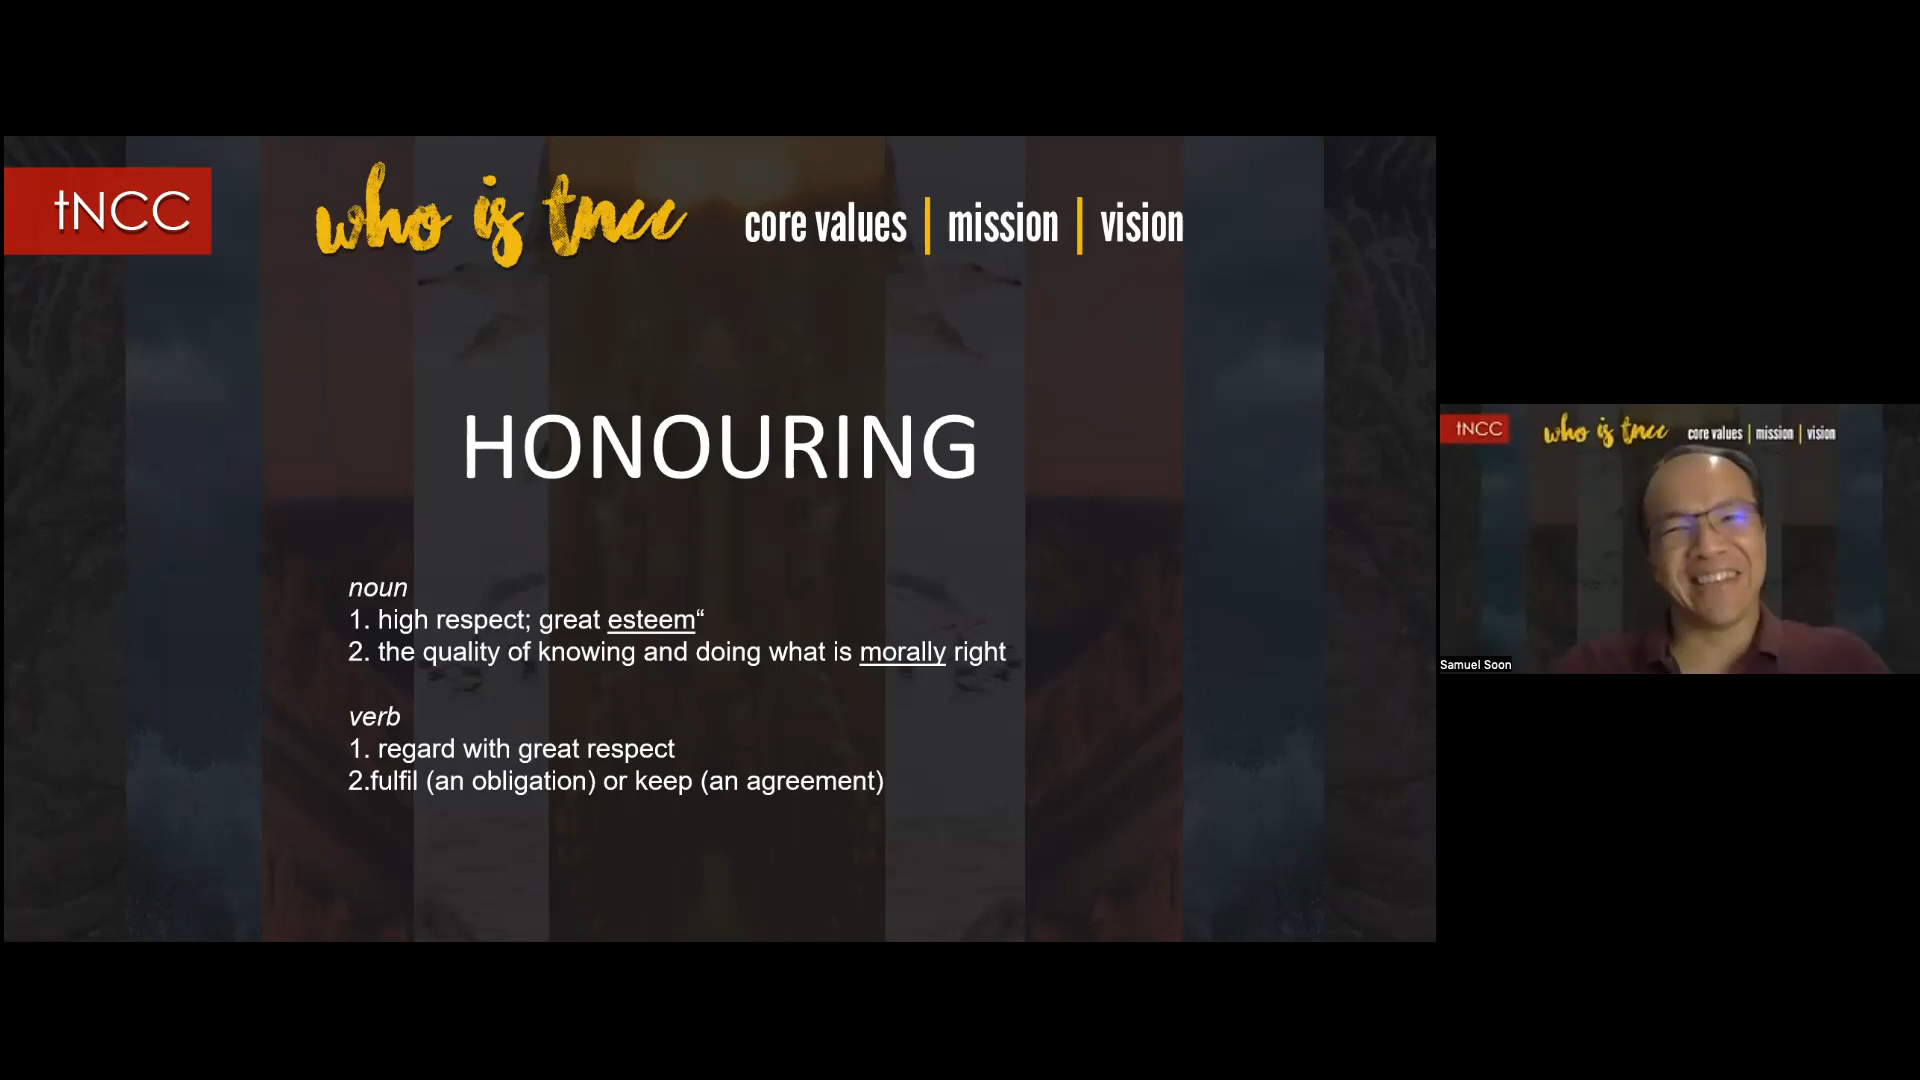 tNCC
who is tncc core values | mission | vision
HONOURING
noun
1. high respect; great esteem“
2. the quality of knowing and doing what is morally right
verb
1. regard with great respect
2.fulfil (an obligation) or keep (an agreement)
tNCC
who is tncc core values | mission | vision
Samuel Soon